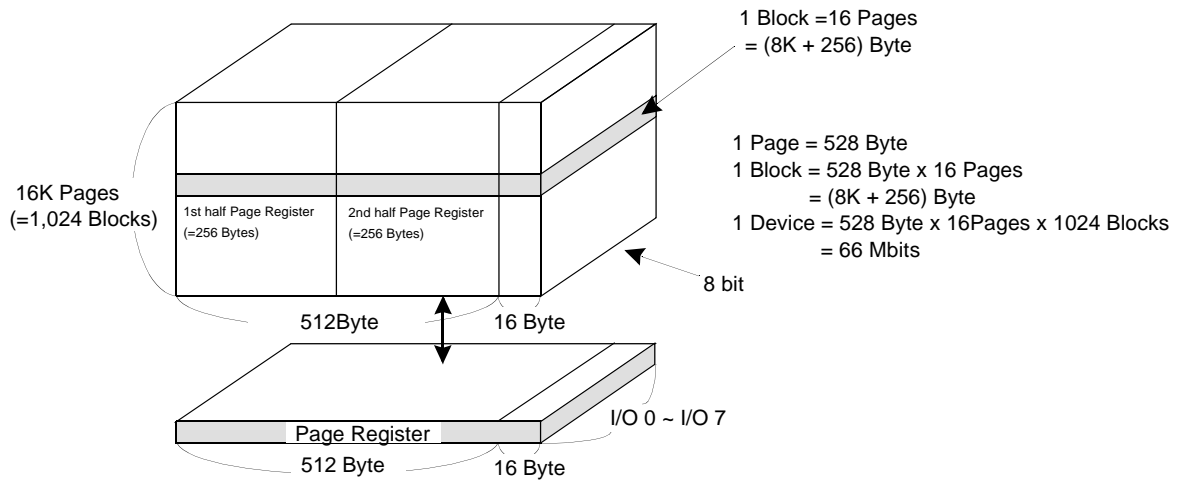 1 Block =16 Pages
= (8K + 256) Byte
1 Page = 528 Byte
1 Block = 528 Byte x 16 Pages
= (8K + 256) Byte
1 Device = 528 Byte x 16Pages x 1024 Blocks
= 66 Mbits
16K Pages
(=1,024 Blocks)
1st half Page Register
(=256 Bytes)
2nd half Page Register
(=256 Bytes)
8 bit
512Byte
16 Byte
I/O 0 ~ I/O 7
Page Register
512 Byte
16 Byte